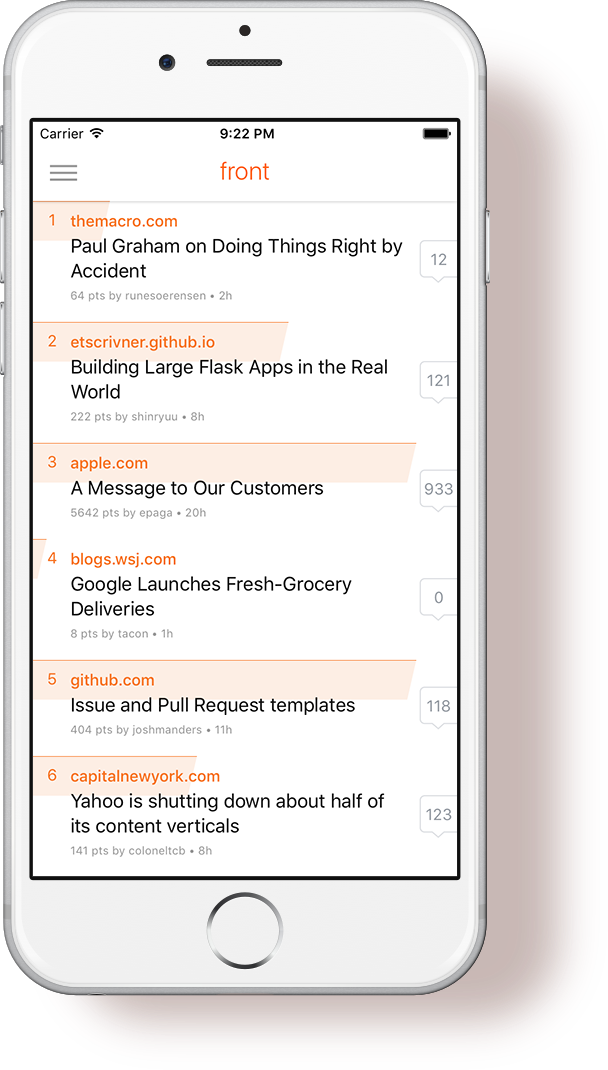 Carrier 9:22 PM
front
1 themacro.com
Paul Graham on Doing Things Right by
Accident
64 pts by runesoerensen • 2h
12
2 etscrivner.github.io
Building Large Flask Apps in the Real
World
222 pts by shinryuu • 8h
121
3 apple.com
A Message to Our Customers
5642 pts by epaga • 20h
933
4 blogs.wsj.com
Google Launches Fresh-Grocery
Deliveries
8 pts by tacon • 1h
0
5 github.com
Issue and Pull Request templates
404 pts by joshmanders • 11h
118
6 capitalnewyork.com
Yahoo is shutting down about half of
its content verticals
141 pts by coloneltcb • 8h
123